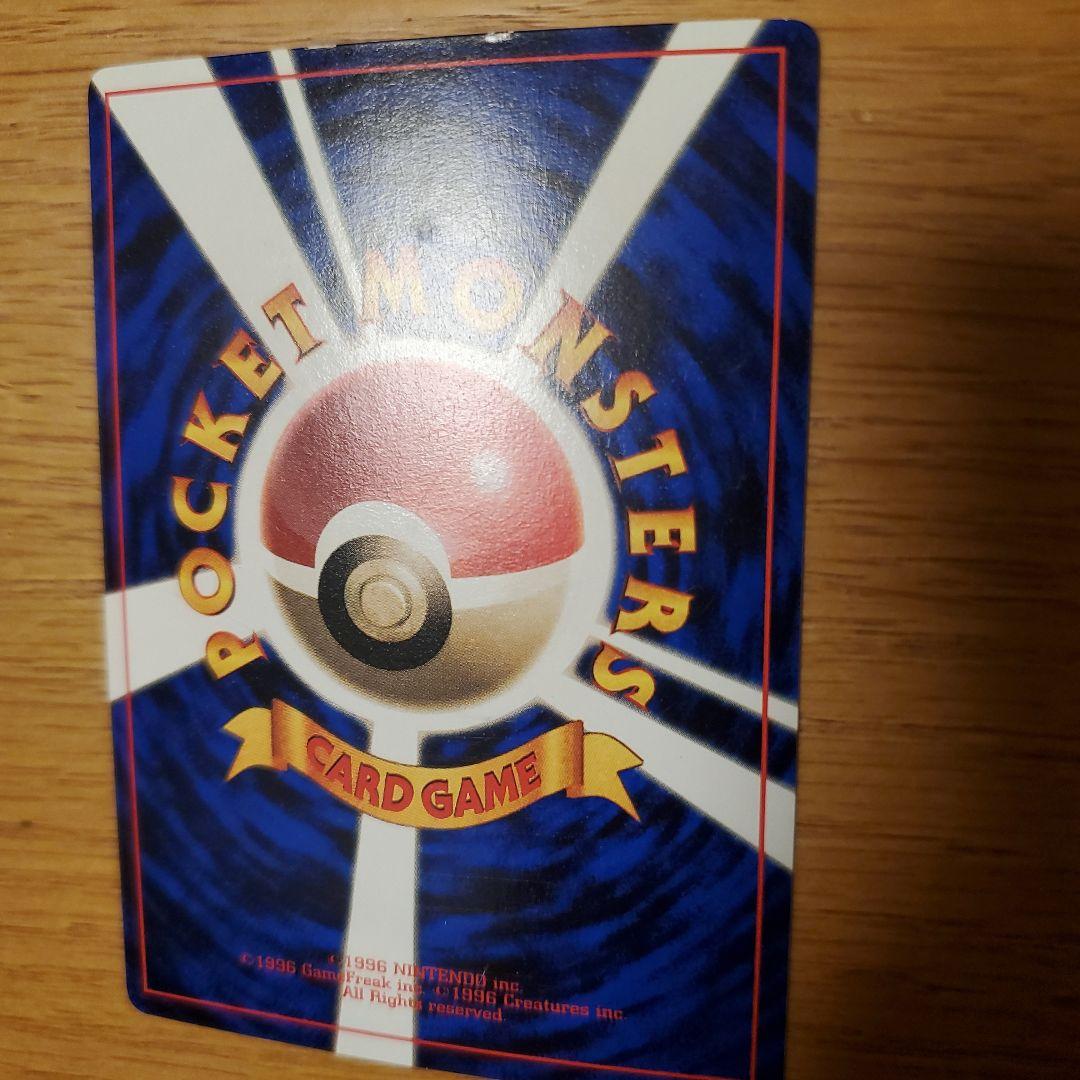 POCKET MONSTERS
CARD GAME
©1996 NINTENDO inc.
©1996 GameFreak inc. ©1996 Creatures inc.
All Rights reserved.